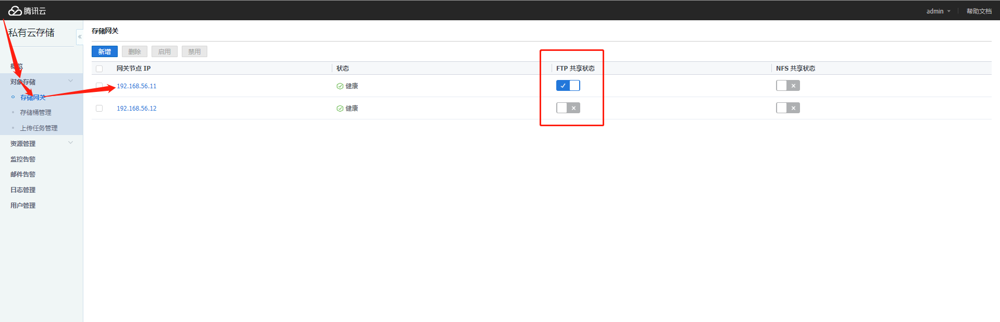 腾讯云
admin
帮助文档
私有云存储
概览
对象存储
存储网关
存储桶管理
上传任务管理
资源管理
监控告警
邮件告警
日志管理
用户管理
存储网关
新增 删除 启用 禁用
网关节点 IP 状态 FTP 共享状态 NFS 共享状态
192.168.56.11 健康
192.168.56.12 健康